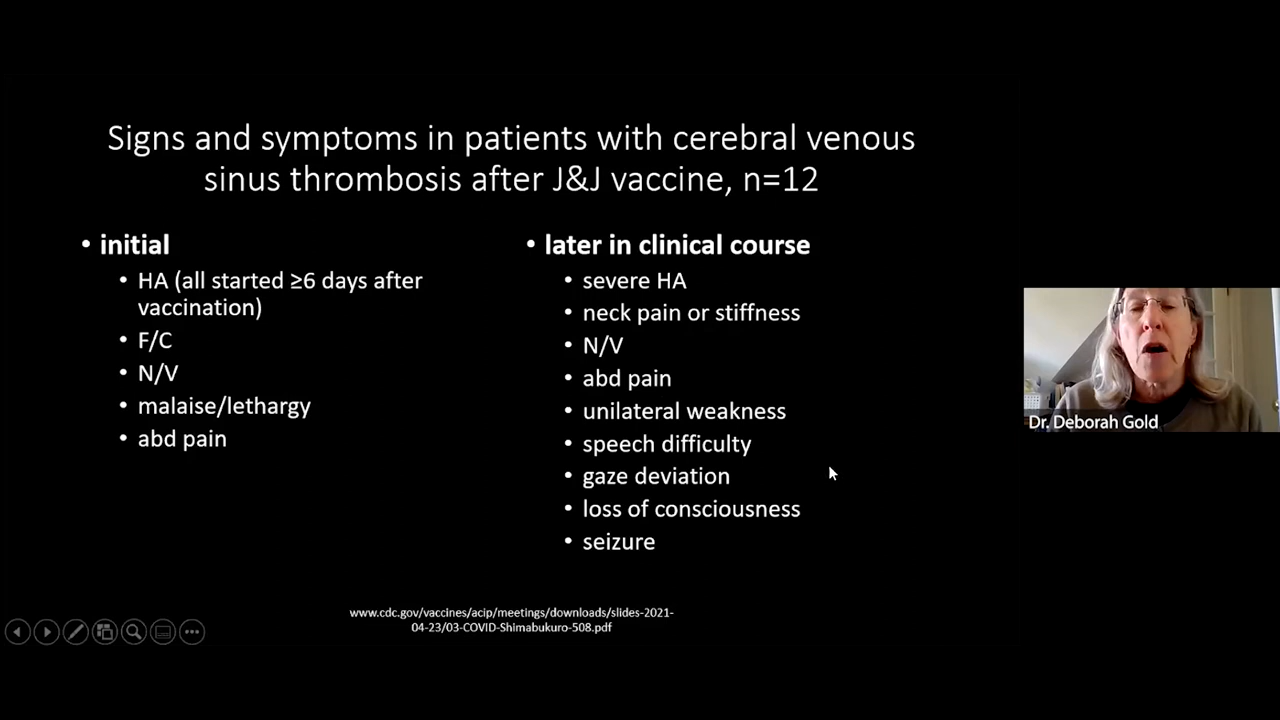 Signs and symptoms in patients with cerebral venous
sinus thrombosis after J&J vaccine, n=12
• initial
• HA (all started ≥6 days after
vaccination)
• F/C
• N/V
• malaise/lethargy
• abd pain
• later in clinical course
• severe HA
• neck pain or stiffness
• N/V
• abd pain
• unilateral weakness
• speech difficulty
• gaze deviation
• loss of consciousness
• seizure
www.cdc.gov/vaccines/acip/meetings/downloads/slides-2021-
04-23/03-COVID-Shimabukuro-508.pdf
Dr. Deborah Gold